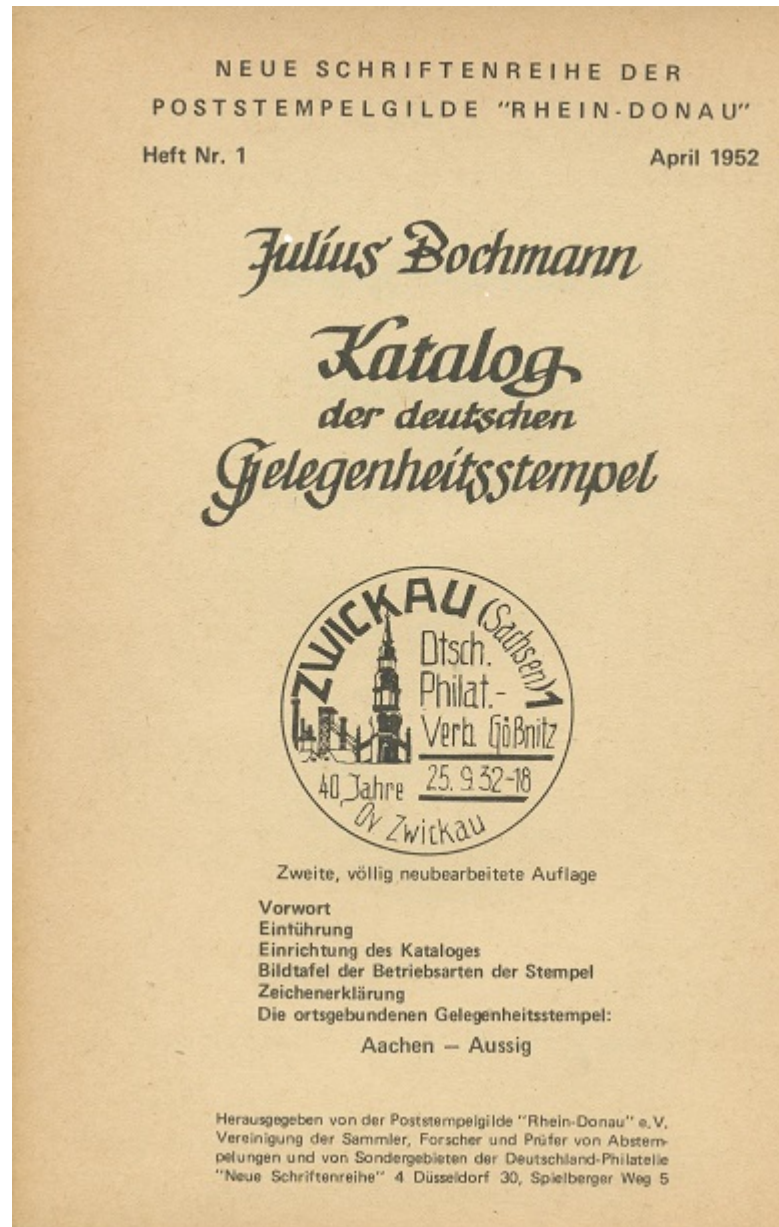 NEUE SCHRIFTENREIHE DER
POSTSTEMPELGILDE "RHEIN-DONAU"
Heft Nr. 1 April 1952
Julius Bochmann
Katalog
der deutschen
Gelegenheitsstempel
ZWICKAU (Sachsen) 1
Dtsch.
Philat.-
Verb. Gößnitz
40 Jahre 25. 9. 32-18
OV Zwickau
Zweite, völlig neubearbeitete Auflage
Vorwort
Einführung
Einrichtung des Kataloges
Bildtafel der Betriebsarten der Stempel
Zeichenerklärung
Die ortsgebundenen Gelegenheitsstempel:
Aachen — Aussig
Herausgegeben von der Poststempelgilde "Rhein-Donau" e.V.
Vereinigung der Sammler, Forscher und Prüfer von Abstem-
pelungen und von Sondergebieten der Deutschland-Philatelie
"Neue Schriftenreihe" 4 Düsseldorf 30, Spielberger Weg 5